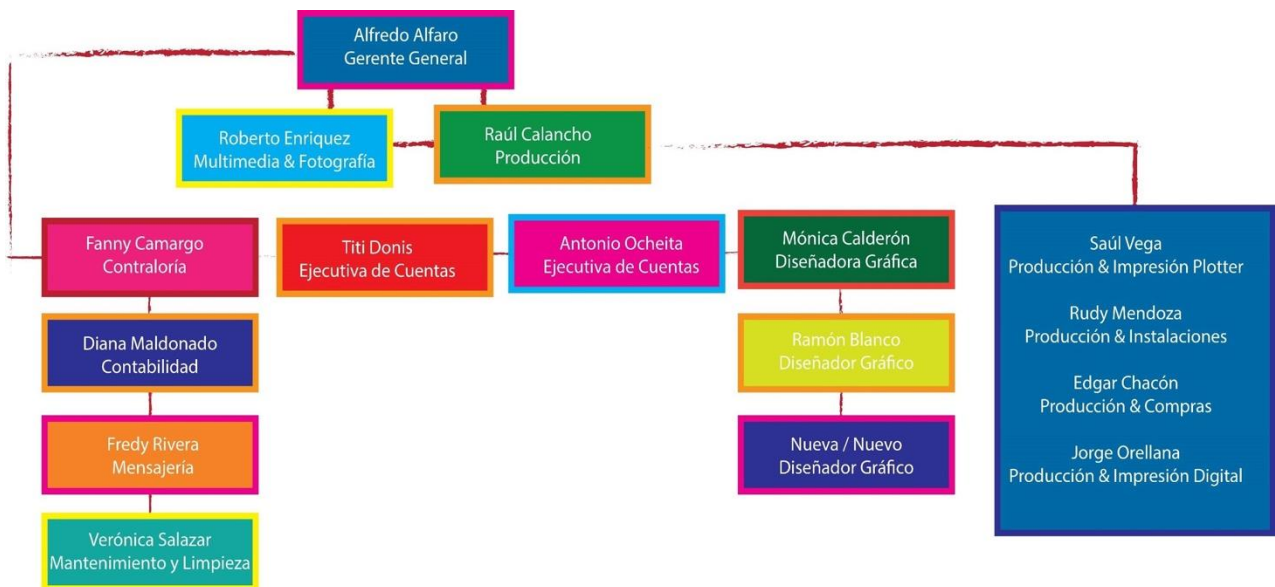 Alfredo Alfaro
Gerente General
Roberto Enriquez
Multimedia & Fotografía
Raúl Calancho
Producción
Fanny Camargo
Contraloría
Titi Donis
Ejecutiva de Cuentas
Antonio Ocheita
Ejecutiva de Cuentas
Mónica Calderón
Diseñadora Gráfica
Diana Maldonado
Contabilidad
Ramón Blanco
Diseñador Gráfico
Fredy Rivera
Mensajería
Nueva / Nuevo
Diseñador Gráfico
Verónica Salazar
Mantenimiento y Limpieza
Saúl Vega
Producción & Impresión Plotter
Rudy Mendoza
Producción & Instalaciones
Edgar Chacón
Producción & Compras
Jorge Orellana
Producción & Impresión Digital